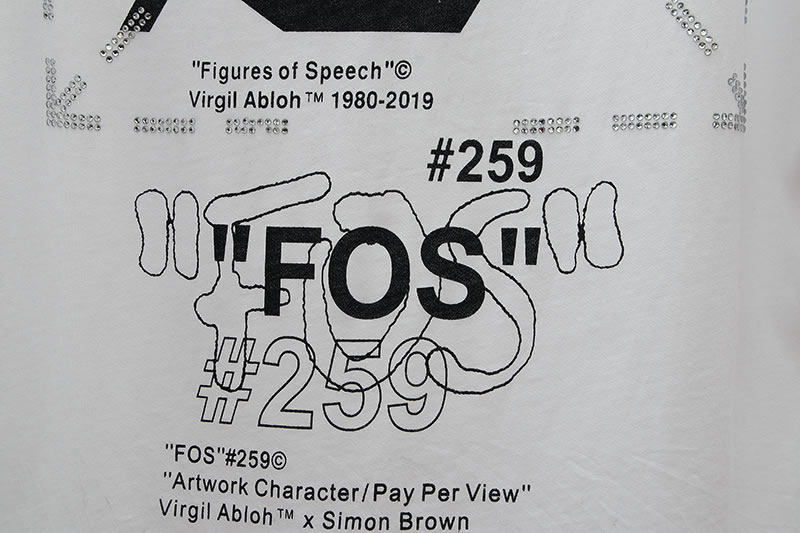 "Figures of Speech"©
Virgil Abloh™ 1980-2019
#259
"FOS"
"FOS"
#259
"FOS"#259©
"Artwork Character/Pay Per View"
Virgil Abloh™ x Simon Brown